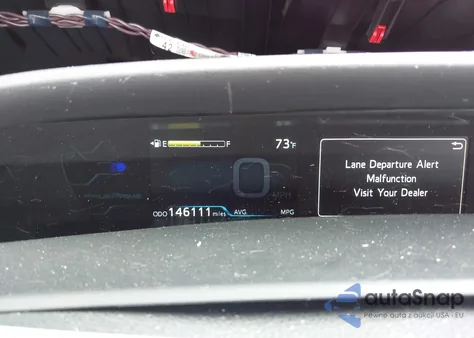 E F
73°F
Lane Departure Alert
Malfunction
Visit Your Dealer
ODO 146111 miles AVG. MPG
autoSnap
Pewne auta z aukcji USA - EU